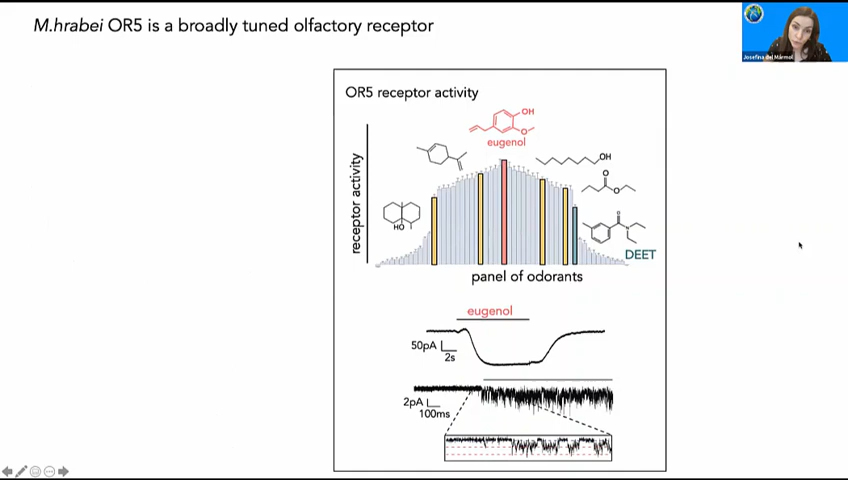 M.hrabei OR5 is a broadly tuned olfactory receptor
Josefina del Mármol
OR5 receptor activity
OH
O
eugenol
OH
O
O
HO
O
N
DEET
receptor activity
panel of odorants
eugenol
50pA
2s
2pA
100ms